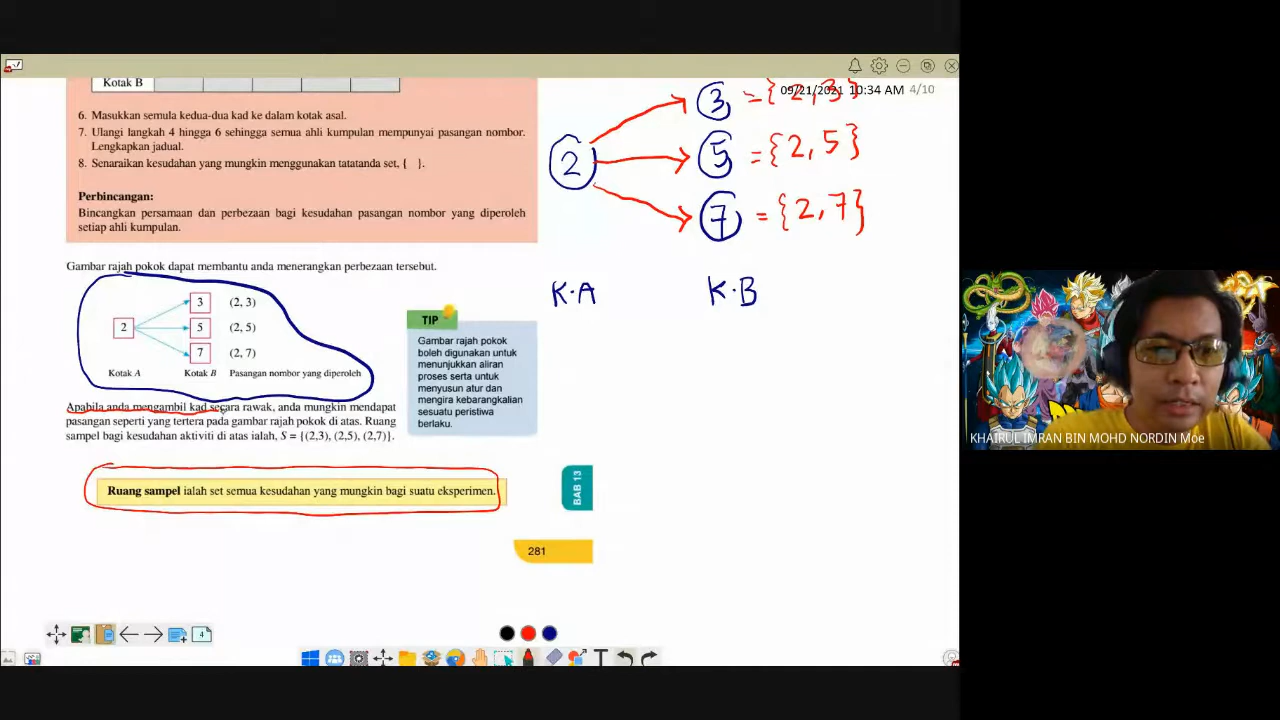 Kotak B
6. Masukkan semula kedua-dua kad ke dalam kotak asal.
7. Ulangi langkah 4 hingga 6 sehingga semua ahli kumpulan mempunyai pasangan nombor.
Lengkapkan jadual.
8. Senaraikan kesudahan yang mungkin menggunakan tatatanda set, { }.
Perbincangan:
Bincangkan persamaan dan perbezaan bagi kesudahan pasangan nombor yang diperoleh
setiap ahli kumpulan.
Gambar rajah pokok dapat membantu anda menerangkan perbezaan tersebut.
3 (2, 3)
2 5 (2, 5)
7 (2, 7)
Kotak A Kotak B Pasangan nombor yang diperoleh
TIP
Gambar rajah pokok
boleh digunakan untuk
menunjukkan aliran
proses serta untuk
menyusun atur dan
mengira kebarangkalian
sesuatu peristiwa
berlaku.
Apabila anda mengambil kad secara rawak, anda mungkin mendapat
pasangan seperti yang tertera pada gambar rajah pokok di atas. Ruang
sampel bagi kesudahan aktiviti di atas ialah, S = {(2,3), (2,5), (2,7)}.
Ruang sampel ialah set semua kesudahan yang mungkin bagi suatu eksperimen.
BAB 13
281
09/21/2021 10:34 AM 4/10
3 = {2, 3}
2 5 = {2, 5}
7 = {2, 7}
K.A K.B
KHAIRUL IMRAN BIN MOHD NORDIN Moe
4